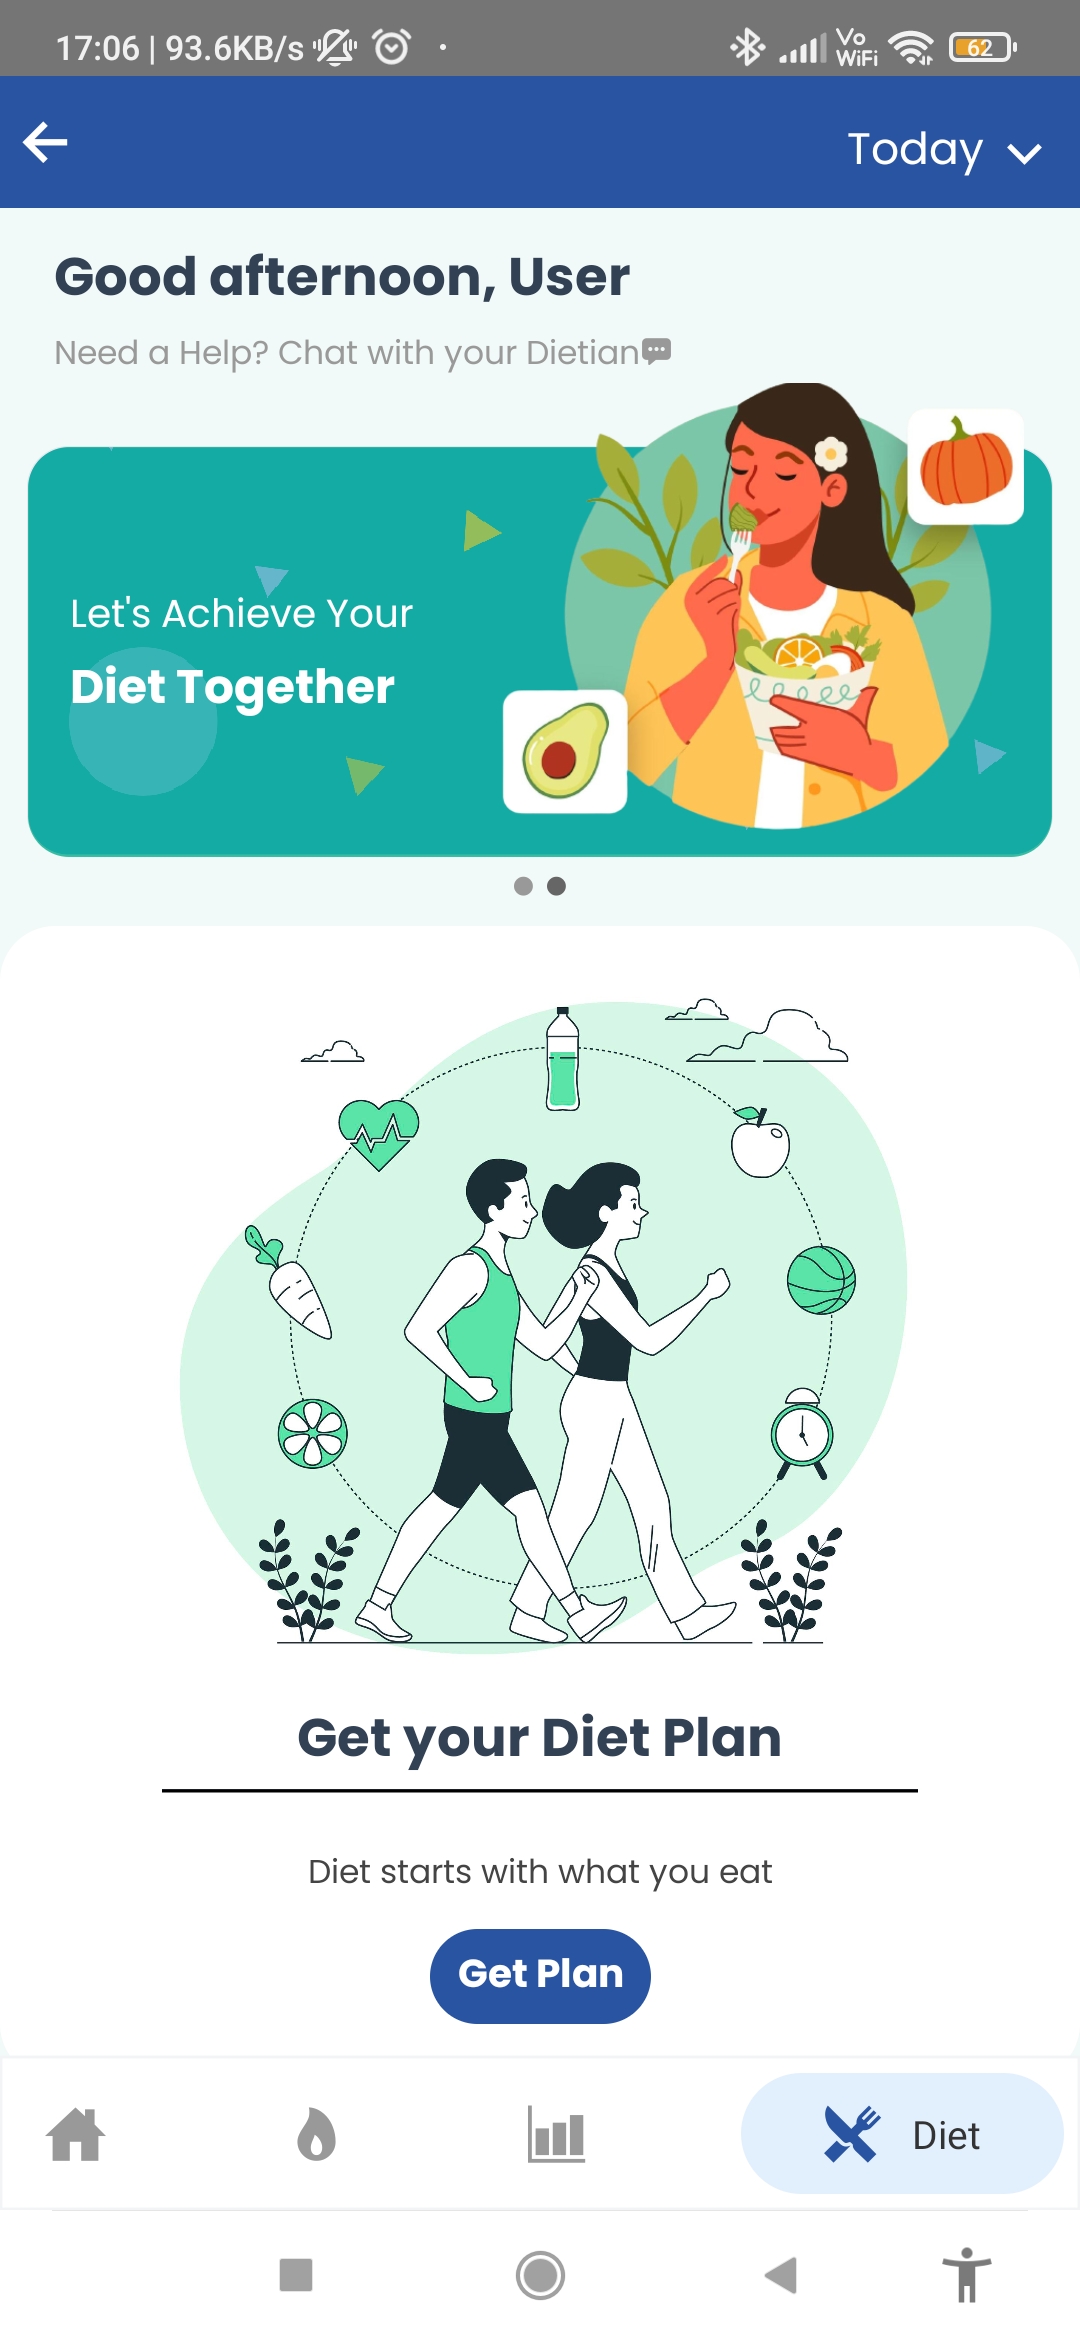 17:06 | 93.6KB/s
Vo
WiFi
62
Today
Good afternoon, User
Need a Help? Chat with your Dietian
Let's Achieve Your
Diet Together
Get your Diet Plan
Diet starts with what you eat
Get Plan
Diet